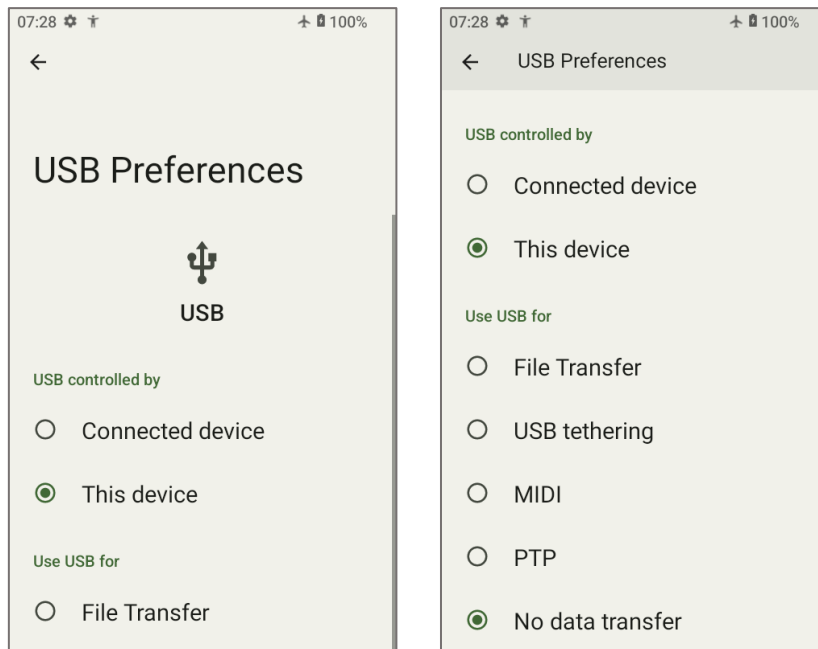 07:28 100%
USB Preferences
USB
USB controlled by
Connected device
This device
Use USB for
File Transfer
07:28 100%
USB Preferences
USB controlled by
Connected device
This device
Use USB for
File Transfer
USB tethering
MIDI
PTP
No data transfer